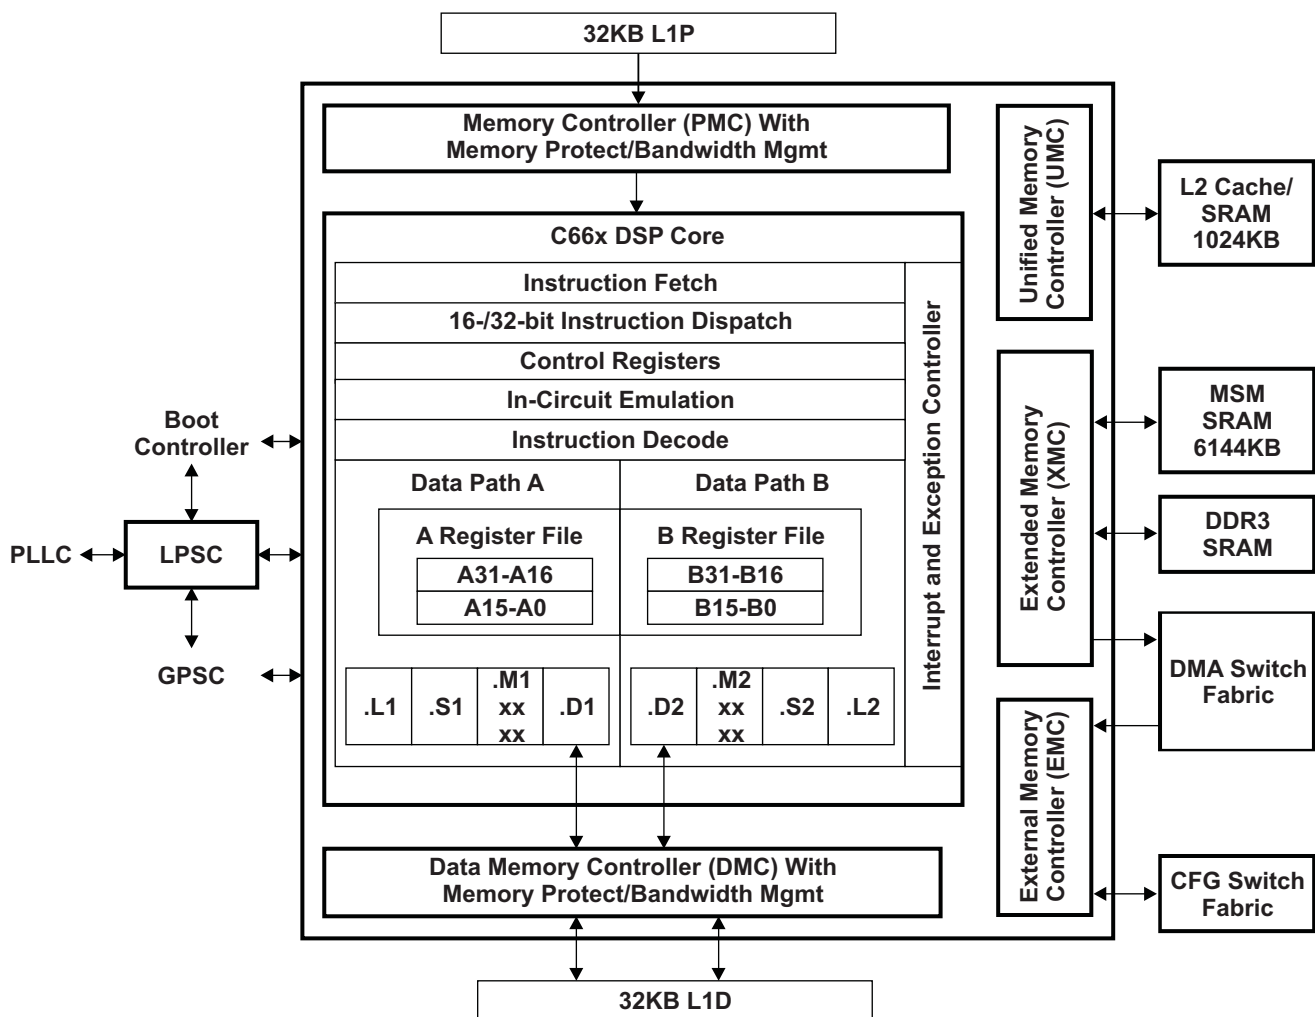 32KB L1P
Memory Controller (PMC) With
Memory Protect/Bandwidth Mgmt
C66x DSP Core
Instruction Fetch
16-/32-bit Instruction Dispatch
Control Registers
In-Circuit Emulation
Instruction Decode
Data Path A
Data Path B
A Register File
B Register File
A31-A16
B31-B16
A15-A0
B15-B0
.L1
.S1
.M1
xx
xx
.D1
.D2
.M2
xx
xx
.S2
.L2
Interrupt and Exception Controller
Data Memory Controller (DMC) With
Memory Protect/Bandwidth Mgmt
32KB L1D
Boot
Controller
PLLC
LPSC
GPSC
Unified Memory
Controller (UMC)
Extended Memory
Controller (XMC)
External Memory
Controller (EMC)
L2 Cache/
SRAM
1024KB
MSM
SRAM
6144KB
DDR3
SRAM
DMA Switch
Fabric
CFG Switch
Fabric